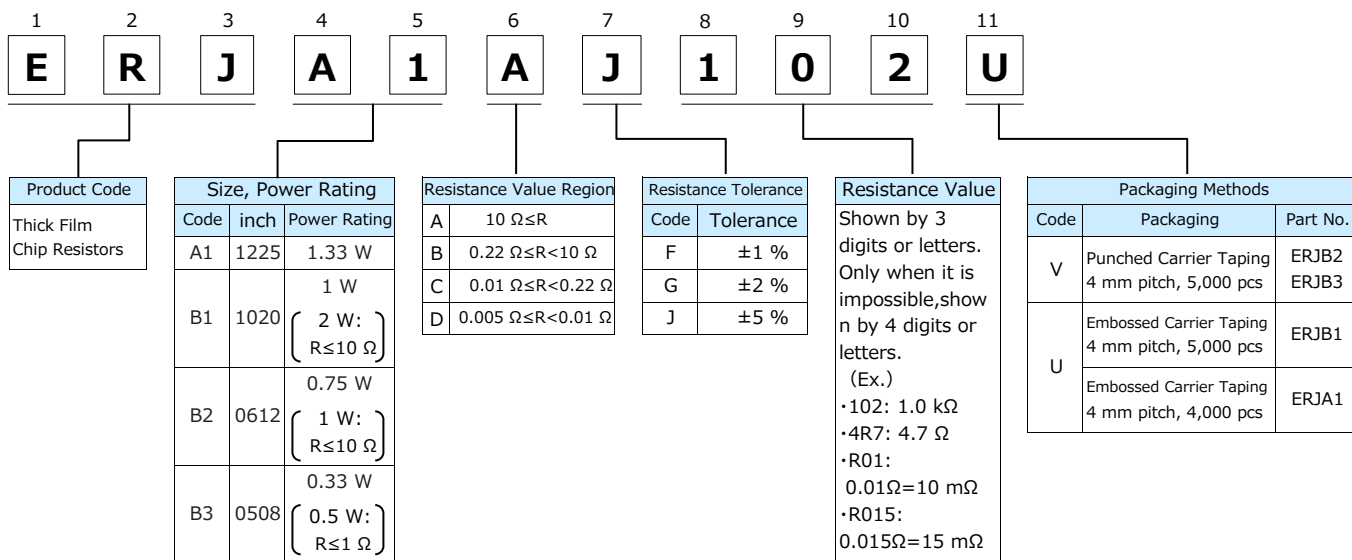 1 2 3 4 5 6 7 8 9 10 11
E R J A 1 A J 1 0 2 U
Product Code
Thick Film
Chip Resistors
Size, Power Rating
Code inch Power Rating
A1 1225 1.33 W
B1 1020 1 W
2 W:
R≤10 Ω
B2 0612 0.75 W
1 W:
R≤10 Ω
B3 0508 0.33 W
0.5 W:
R≤1 Ω
Resistance Value Region
A 10 Ω≤R
B 0.22 Ω≤R<10 Ω
C 0.01 Ω≤R<0.22 Ω
D 0.005 Ω≤R<0.01 Ω
Resistance Tolerance
Code Tolerance
F ±1 %
G ±2 %
J ±5 %
Resistance Value
Shown by 3
digits or letters.
Only when it is
impossible,show
n by 4 digits or
letters.
(Ex.)
･102: 1.0 kΩ
･4R7: 4.7 Ω
･R01:
0.01Ω=10 mΩ
･R015:
0.015Ω=15 mΩ
Packaging Methods
Code Packaging Part No.
V Punched Carrier Taping
4 mm pitch, 5,000 pcs
ERJB2
ERJB3
U Embossed Carrier Taping
4 mm pitch, 5,000 pcs
ERJB1
Embossed Carrier Taping
4 mm pitch, 4,000 pcs
ERJA1